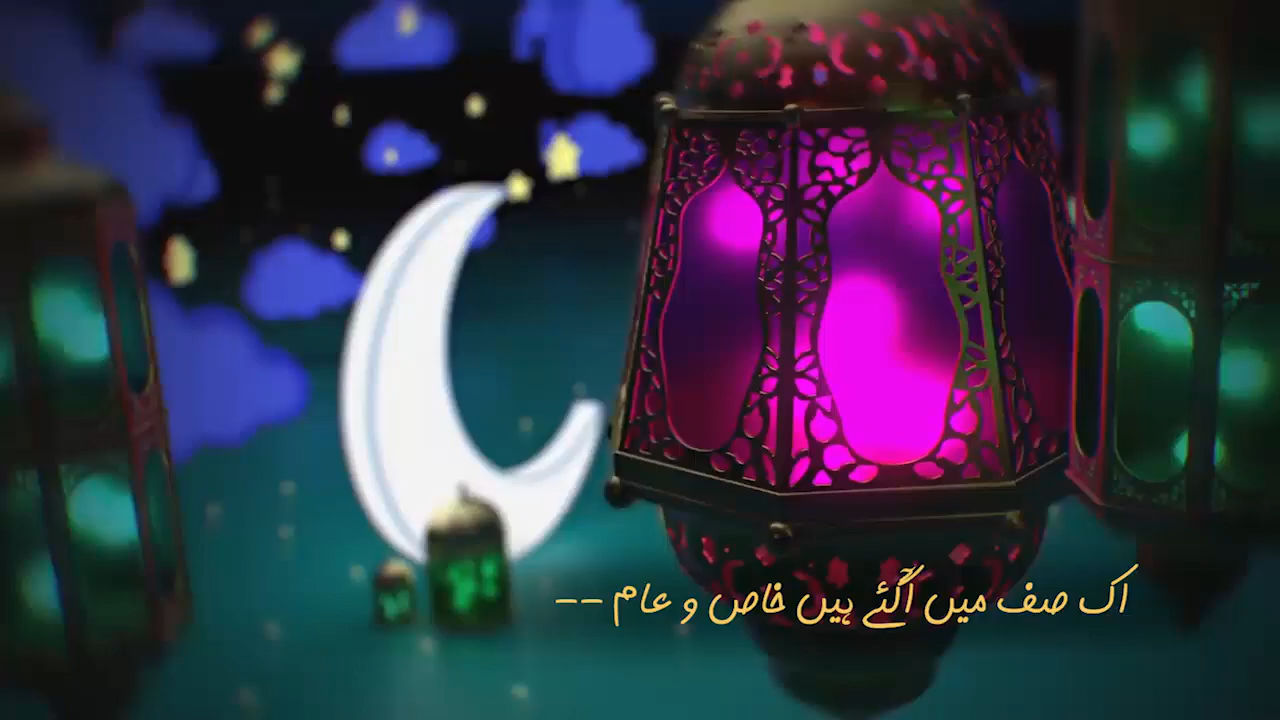 اک صف میں آگئے ہیں خاص و عام --